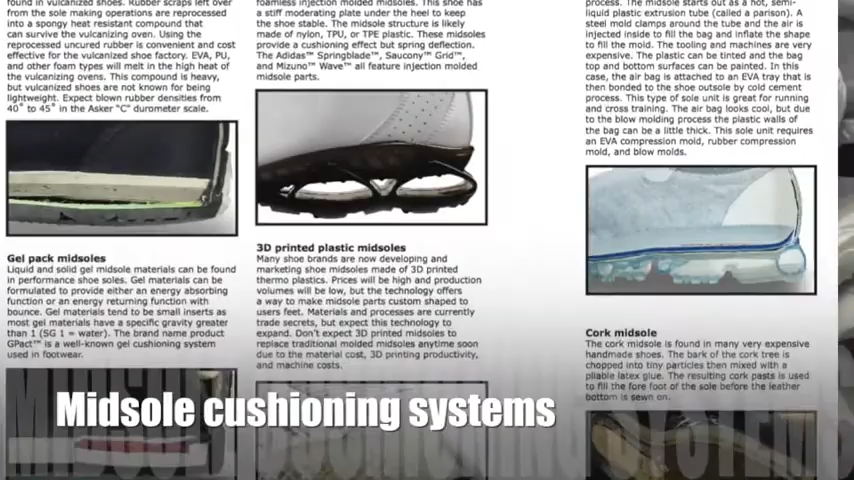 found in vulcanized shoes. Rubber scraps left over
from the sole making operations are reprocessed
into a spongy heat resistant compound that
can survive the vulcanizing oven. Using the
reprocessed uncured rubber is convenient and cost
effective for the vulcanized shoe factory. EVA, PU,
and other foam types will melt in the high heat of
the vulcanizing ovens. This compound is heavy,
but vulcanized shoes are not known for being
lightweight. Expect blown rubber densities from
40˚ to 45˚ in the Asker "C" durometer scale.
Gel pack midsoles
Liquid and solid gel midsole materials can be found
in performance shoe soles. Gel materials can be
formulated to provide either an energy absorbing
function or an energy returning function with
bounce. Gel materials tend to be small inserts as
most gel materials have a specific gravity greater
than 1 (SG 1 = water). The brand name product
GPact™ is a well-known gel cushioning system
used in footwear.
foamless injection molded midsoles. This shoe has
a stiff moderating plate under the heel to keep
the shoe stable. The midsole structure is likely
made of nylon, TPU, or TPE plastic. These midsoles
provide a cushioning effect but spring deflection.
The Adidas™ Springblade™, Saucony™ Grid™,
and Mizuno™ Wave™ all feature injection molded
midsole parts.
3D printed plastic midsoles
Many shoe brands are now developing and
marketing shoe midsoles made of 3D printed
thermo plastics. Prices will be high and production
volumes will be low, but the technology offers
a way to make midsole parts custom shaped to
users feet. Materials and processes are currently
trade secrets, but expect this technology to
expand. Don't expect 3D printed midsoles to
replace traditional molded midsoles anytime soon
due to the material cost, 3D printing productivity,
and machine costs.
process. The midsole starts out as a hot, semi-
liquid plastic extrusion tube (called a parison). A
steel mold clamps around the tube and the air is
injected inside to fill the bag and inflate the shape
to fill the mold. The tooling and machines are very
expensive. The plastic can be tinted and the bag
top and bottom surfaces can be painted. In this
case, the air bag is attached to an EVA tray that is
then bonded to the shoe outsole by cold cement
process. This type of sole unit is great for running
and cross training. The air bag looks cool, but due
to the blow molding process the plastic walls of
the bag can be a little thick. This sole unit requires
an EVA compression mold, rubber compression
mold, and blow molds.
Cork midsole
The cork midsole is found in many very expensive
handmade shoes. The bark of the cork tree is
chopped into tiny particles then mixed with a
pliable latex glue. The resulting cork pasts is used
to fill the fore foot of the sole before the leather
bottom is sewn on.
Midsole cushioning systems
MIDSOLE CUSHIONING SYSTEMS